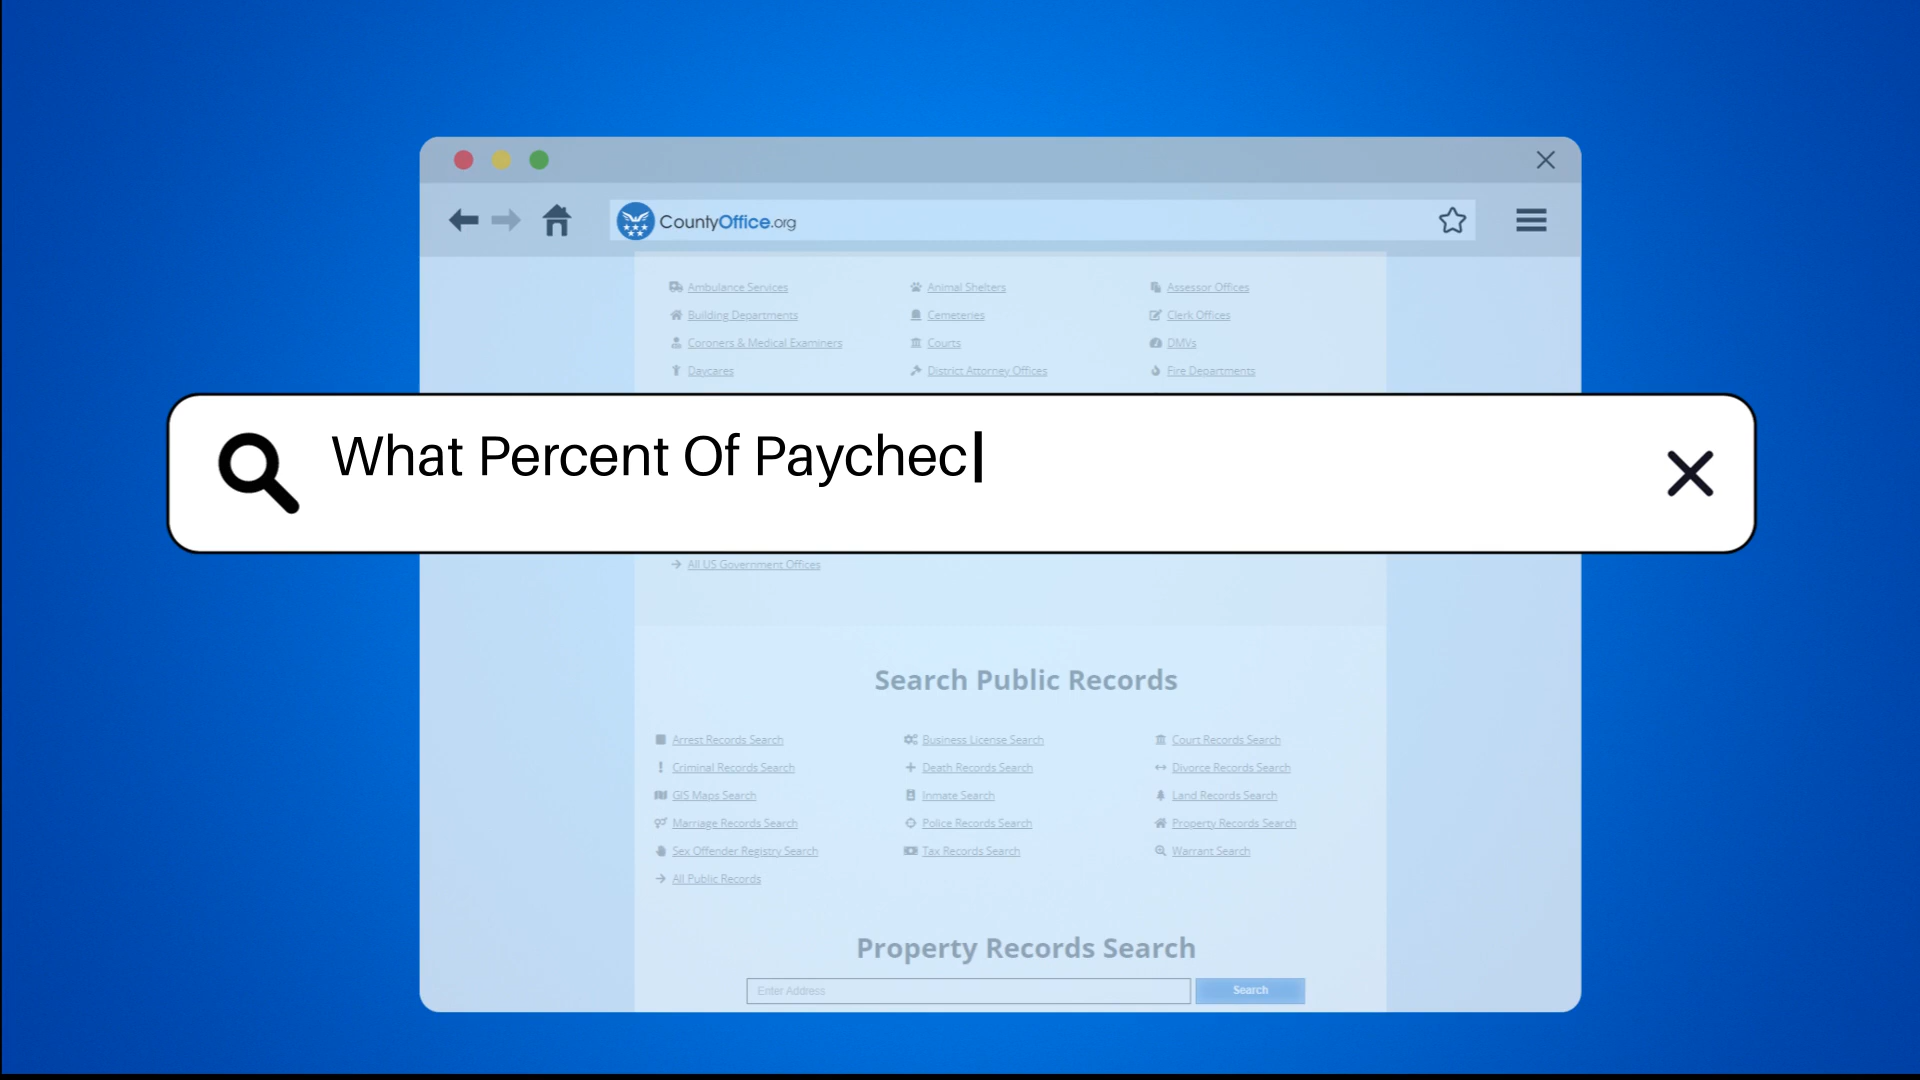 CountyOffice.org
Ambulance Services Animal Shelters Assessor Offices
Building Departments Cemeteries Clerk Offices
Coroners & Medical Examiners Courts DMVs
Daycares District Attorney Offices Fire Departments
What Percent Of Paychec
All US Government Offices
Search Public Records
Arrest Records Search Business License Search Court Records Search
Criminal Records Search Death Records Search Divorce Records Search
GIS Maps Search Inmate Search Land Records Search
Marriage Records Search Police Records Search Property Records Search
Sex Offender Registry Search Tax Records Search Warrant Search
All Public Records
Property Records Search
Enter Address Search